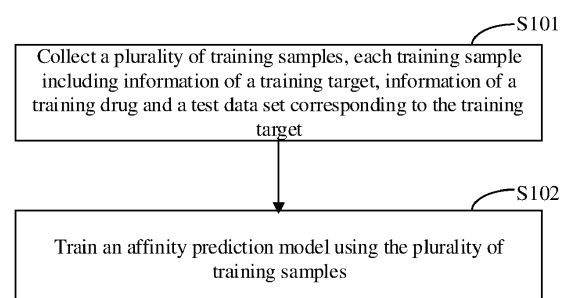 S101
Collect a plurality of training samples, each training sample
including information of a training target, information of a
training drug and a test data set corresponding to the training
target
S102
Train an affinity prediction model using the plurality of
training samples